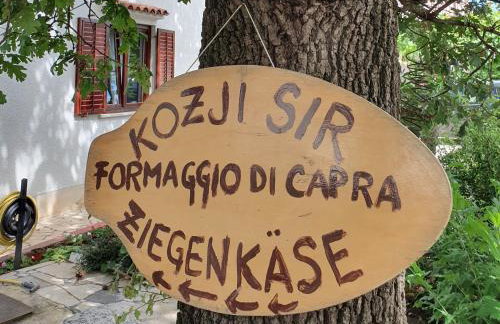 KOZJI SIR
FORMAGGIO DI CAPRA
ZIEGENKÄSE
←←←←